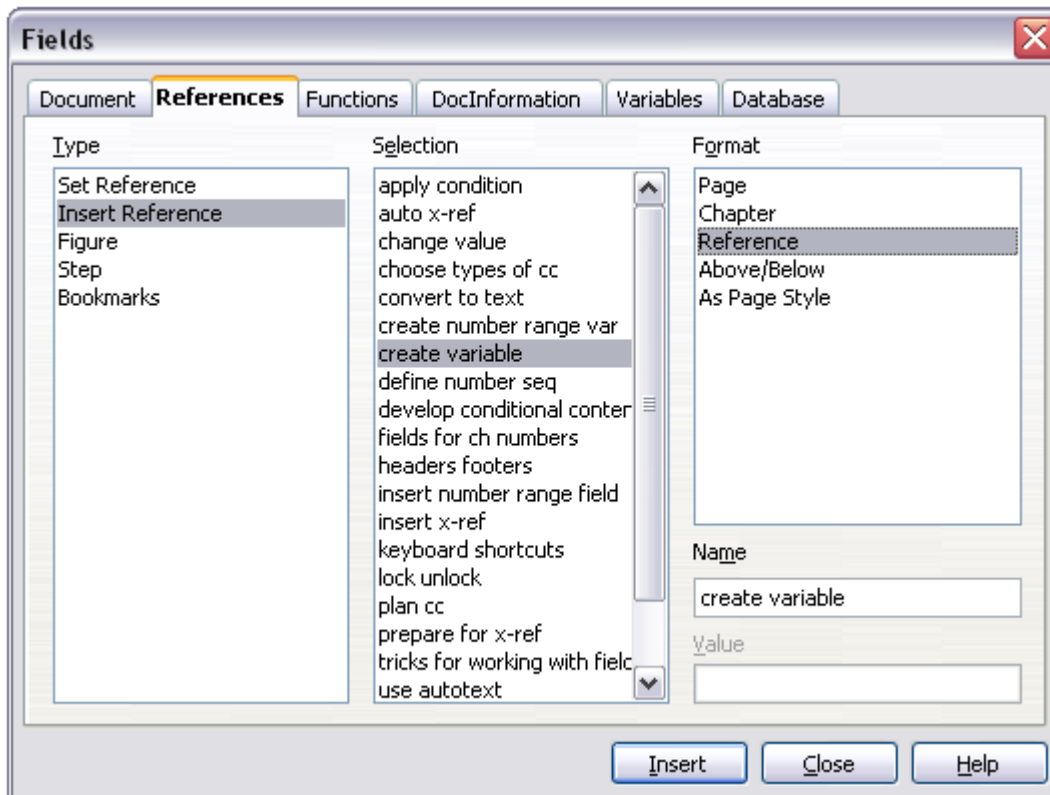 Fields
Document References Functions DocInformation Variables Database
Type
Set Reference
Insert Reference
Figure
Step
Bookmarks
Selection
apply condition
auto x-ref
change value
choose types of cc
convert to text
create number range var
create variable
define number seq
develop conditional conter
fields for ch numbers
headers footers
insert number range field
insert x-ref
keyboard shortcuts
lock unlock
plan cc
prepare for x-ref
tricks for working with fielc
use autotext
Format
Page
Chapter
Reference
Above/Below
As Page Style
Name
create variable
Value
Insert Close Help